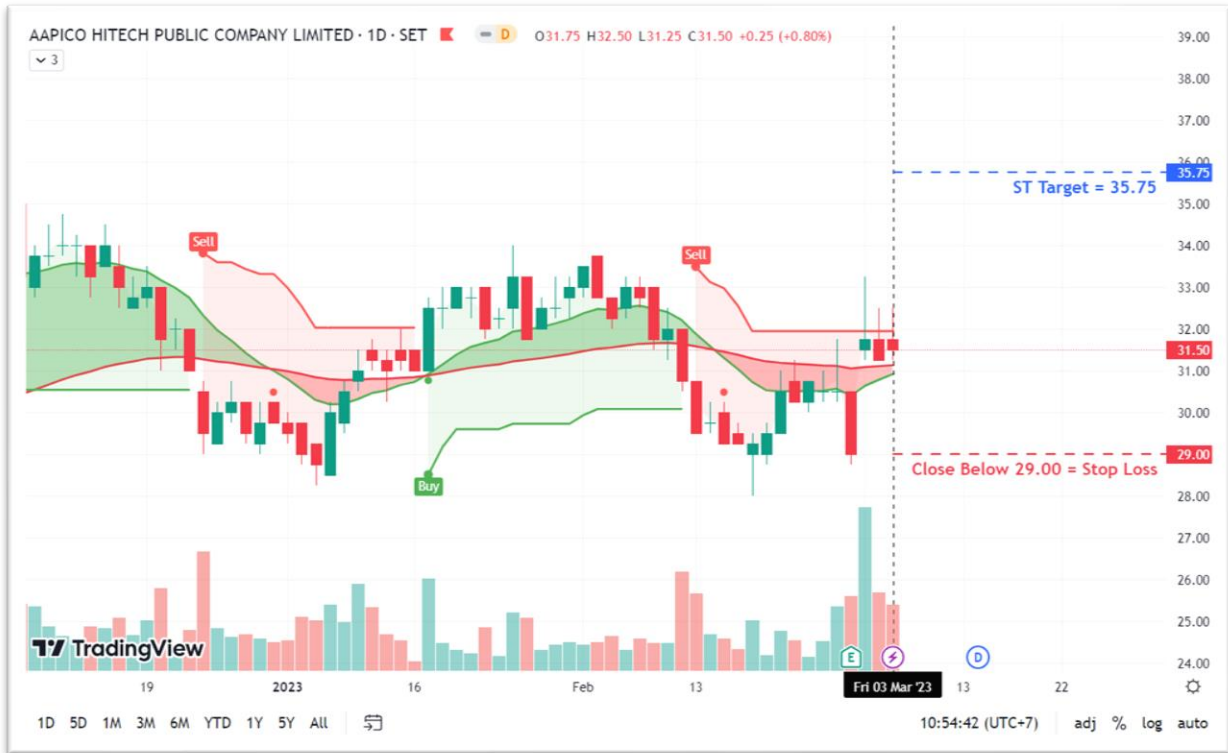 AAPICO HITECH PUBLIC COMPANY LIMITED · 1D · SET D O31.75 H32.50 L31.25 C31.50 +0.25 (+0.80%)
3
39.00
38.00
37.00
36.00
35.75
ST Target = 35.75
35.00
Sell
34.00
Sell
33.00
32.00
31.50
31.00
30.00
29.00
Close Below 29.00 = Stop Loss
Buy
28.00
27.00
26.00
25.00
TradingView
E D
24.00
19 2023 16 Feb 13 Fri 03 Mar '23 13 22
1D 5D 1M 3M 6M YTD 1Y 5Y All 10:54:42 (UTC+7) adj % log auto